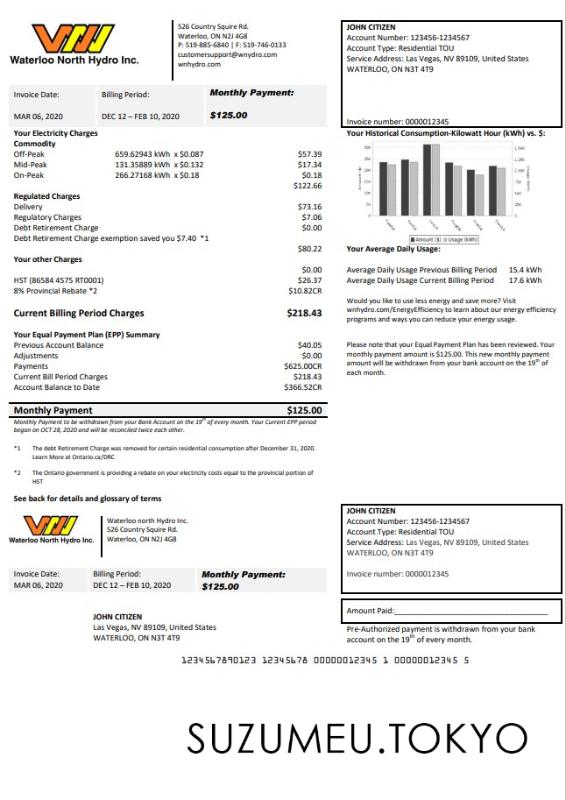 Waterloo North Hydro Inc.
526 Country Squire Rd.
Waterloo, ON N2J 4G8
P: 519-885-6840 | F: 519-746-0133
customersupport@wnydro.com
wnhydro.com
JOHN CITIZEN
Account Number: 123456-1234567
Account Type: Residential TOU
Service Address: Las Vegas, NV 89109, United States
WATERLOO, ON N3T 4T9
Invoice number: 0000012345
Invoice Date: Billing Period: Monthly Payment:
MAR 06, 2020 DEC 12 – FEB 10, 2020 $125.00
Your Electricity Charges
Commodity
Off-Peak 659.62943 kWh x $0.087 $57.39
Mid-Peak 131.35889 kWh x $0.132 $17.34
On-Peak 266.27168 kWh x $0.18 $0.18
$122.66
Regulated Charges
Delivery $73.16
Regulatory Charges $7.06
Debt Retirement Charge $0.00
Debt Retirement Charge exemption saved you $7.40 *1
$80.22
Your other Charges
$0.00
HST (86584 4575 RT0001) $26.37
8% Provincial Rebate *2 $10.82CR
Current Billing Period Charges $218.43
Your Equal Payment Plan (EPP) Summary
Previous Account Balance $40.05
Adjustments $0.00
Payments $625.00CR
Current Bill Period Charges $218.43
Account Balance to Date $366.52CR
Monthly Payment $125.00
Monthly Payment to be withdrawn from your Bank Account on the 19th of every month. Your Current EPP
period began on OCT 28, 2020 and will be reconciled twice each other.
*1 The debt Retirement Charge was removed for certain residential consumption after December 31, 2020.
Learn More at Ontario.ca/DRC
*2 The Ontario government is providing a rebate on your electricity costs equal to the provincial portion of
HST
See back for details and glossary of terms
Your Historical Consumption-Kilowatt Hour (kWh) vs. $:
Amount ($) Usage (kWh)
Your Average Daily Usage:
Average Daily Usage Previous Billing Period 15.4 kWh
Average Daily Usage Current Billing Period 17.6 kWh
Would you like to use less energy and save more? Visit
wnhydro.com/EnergyEfficiency to learn about our energy efficiency
programs and ways you can reduce your energy usage.
Please note that your Equal Payment Plan has been reviewed. Your
monthly payment amount is $125.00. This new monthly payment
amount will be withdrawn from your bank account on the 19th of
each month.
Waterloo North Hydro Inc.
Waterloo north Hydro Inc.
526 Country Squire Rd.
Waterloo, ON N2J 4G8
JOHN CITIZEN
Account Number: 123456-1234567
Account Type: Residential TOU
Service Address: Las Vegas, NV 89109, United States
WATERLOO, ON N3T 4T9
Invoice number: 0000012345
Invoice Date: Billing Period: Monthly Payment:
MAR 06, 2020 DEC 12 – FEB 10, 2020 $125.00
Amount Paid:
JOHN CITIZEN
Las Vegas, NV 89109, United States
WATERLOO, ON N3T 4T9
Pre-Authorized payment is withdrawn from your bank
account on the 19th of every month.
1234567890123 12345678 00000012345 1 00000012345 5
SUZUMEU.TOKYO